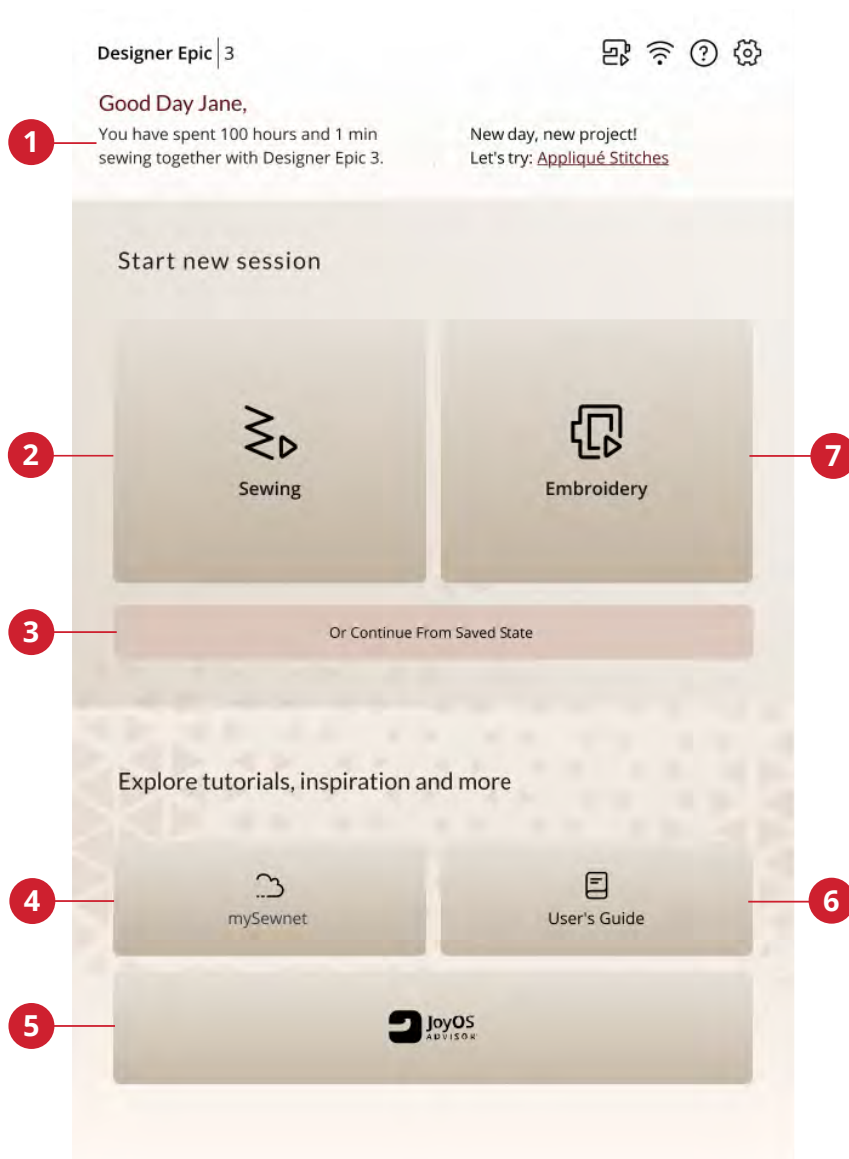 Designer Epic 3
Good Day Jane,
1
You have spent 100 hours and 1 min
sewing together with Designer Epic 3.
New day, new project!
Let's try: Appliqué Stitches
Start new session
2
Sewing
Embroidery
7
3
Or Continue From Saved State
Explore tutorials, inspiration and more
4
mySewnet
User's Guide
6
5
JoyOS
ADVISOR